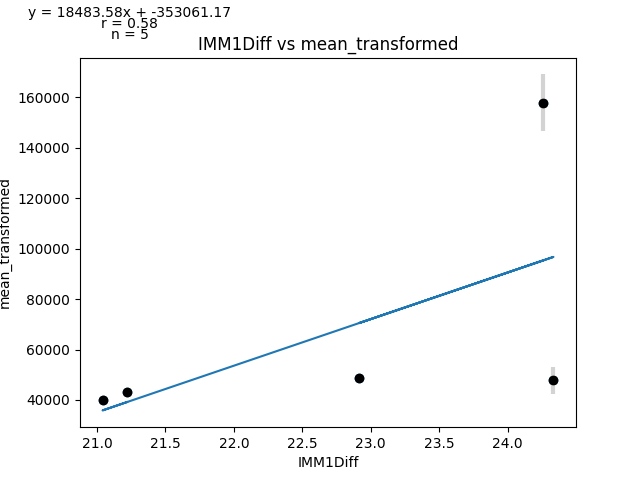 y = 18483.58x + -353061.17
r = 0.58
n = 5
IMM1Diff vs mean_transformed
160000
140000
120000
100000
80000
60000
40000
mean_transformed
21.0 21.5 22.0 22.5 23.0 23.5 24.0
IMM1Diff